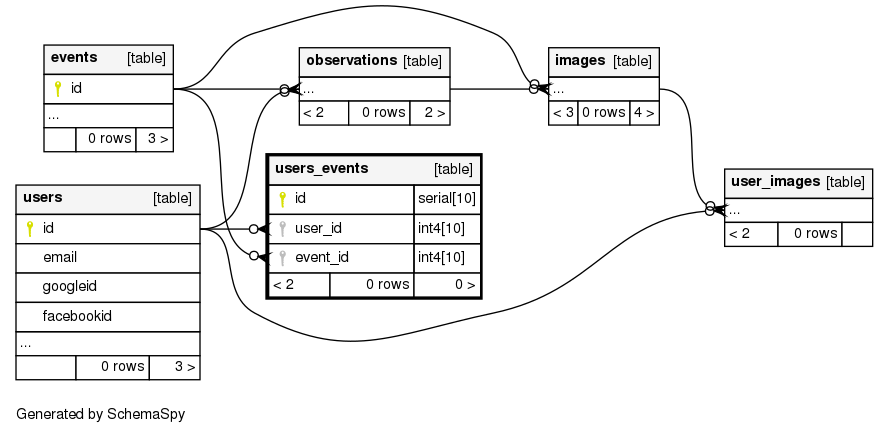 events [table]
id
...
0 rows 3 >
observations [table]
...
< 2 0 rows 2 >
images [table]
...
< 3 0 rows 4 >
users_events [table]
id serial[10]
user_id int4[10]
event_id int4[10]
< 2 0 rows 0 >
users [table]
id
email
googleid
facebookid
...
0 rows 3 >
user_images [table]
...
< 2 0 rows
Generated by SchemaSpy